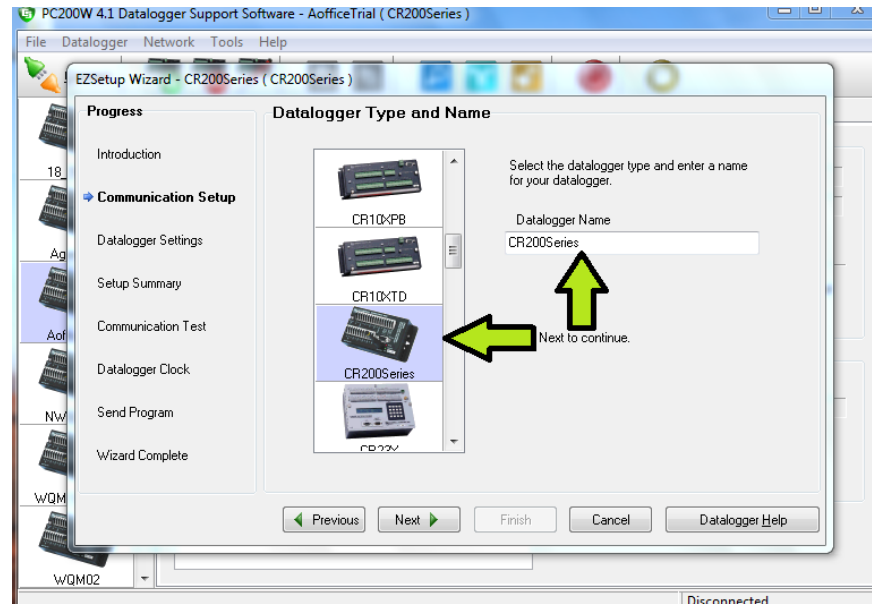 PC200W 4.1 Datalogger Support Software - AofficeTrial ( CR200Series )
File Datalogger Network Tools Help
EZSetup Wizard - CR200Series ( CR200Series )
Progress
Introduction
Communication Setup
Datalogger Settings
Setup Summary
Communication Test
Datalogger Clock
Send Program
Wizard Complete
Datalogger Type and Name
CR10XPB
CR10XTD
CR200Series
Select the datalogger type and enter a name
for your datalogger.
Datalogger Name
CR200Series
Next to continue.
Previous Next Finish Cancel Datalogger Help
18_
Ag
Aof
NW
WQM
WQM02
Disconnected